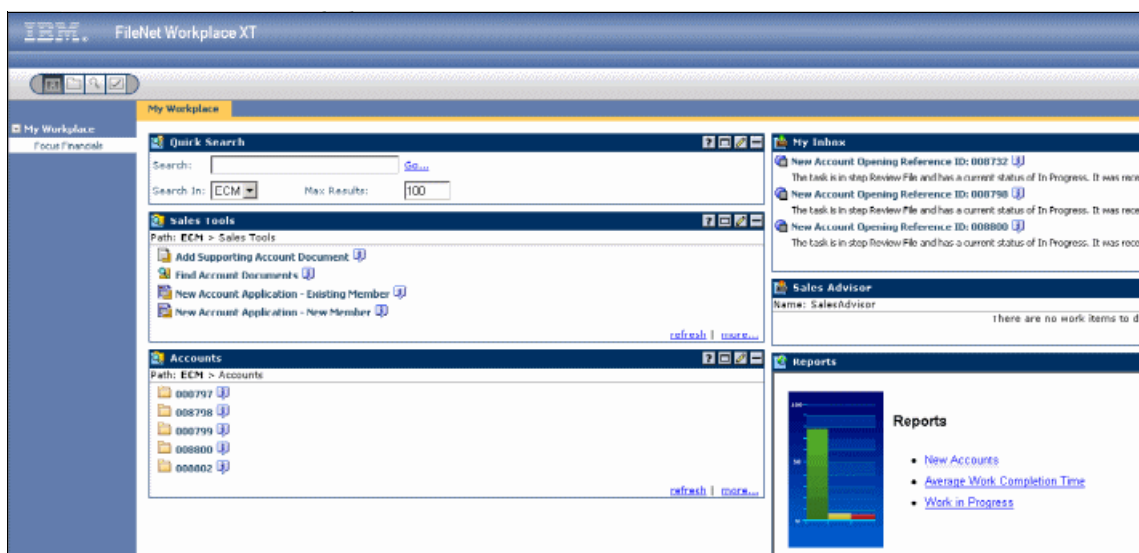 IBM. FileNet Workplace XT
My Workplace
My Workplace
Focus Financials
Quick Search
Search: Go...
Search In: ECM Max Results: 100
Sales Tools
Path: ECM > Sales Tools
Add Supporting Account Document
Find Account Documents
New Account Application - Existing Member
New Account Application - New Member
refresh | more...
Accounts
Path: ECM > Accounts
008798
008800
refresh | more...
My Inbox
New Account Opening Reference ID: 008732
The task is in step Review File and has a current status of In Progress. It was rece
New Account Opening Reference ID: 008798
The task is in step Review File and has a current status of In Progress. It was rece
New Account Opening Reference ID: 008800
The task is in step Review File and has a current status of In Progress. It was rece
Sales Advisor
Name: SalesAdvisor
There are no work items to d
Reports
100
50
Reports
New Accounts
Average Work Completion Time
Work in Progress